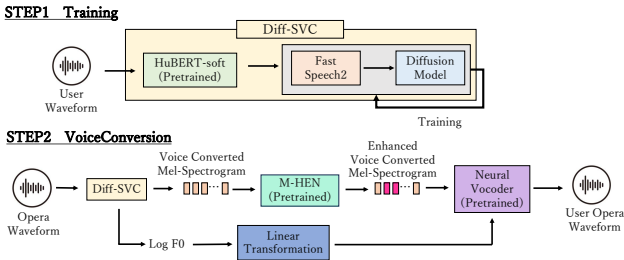 STEP1 Training
Diff-SVC
HuBERT-soft
(Pretrained)
Fast
Speech2
Diffusion
Model
User
Waveform
Training
STEP2 VoiceConversion
Voice Converted
Mel-Spectrogram
Enhanced
Voice Converted
Mel-Spectrogram
Opera
Waveform
Diff-SVC
...
M-HEN
(Pretrained)
...
Neural
Vocoder
(Pretrained)
User Opera
Waveform
Log F0
Linear
Transformation